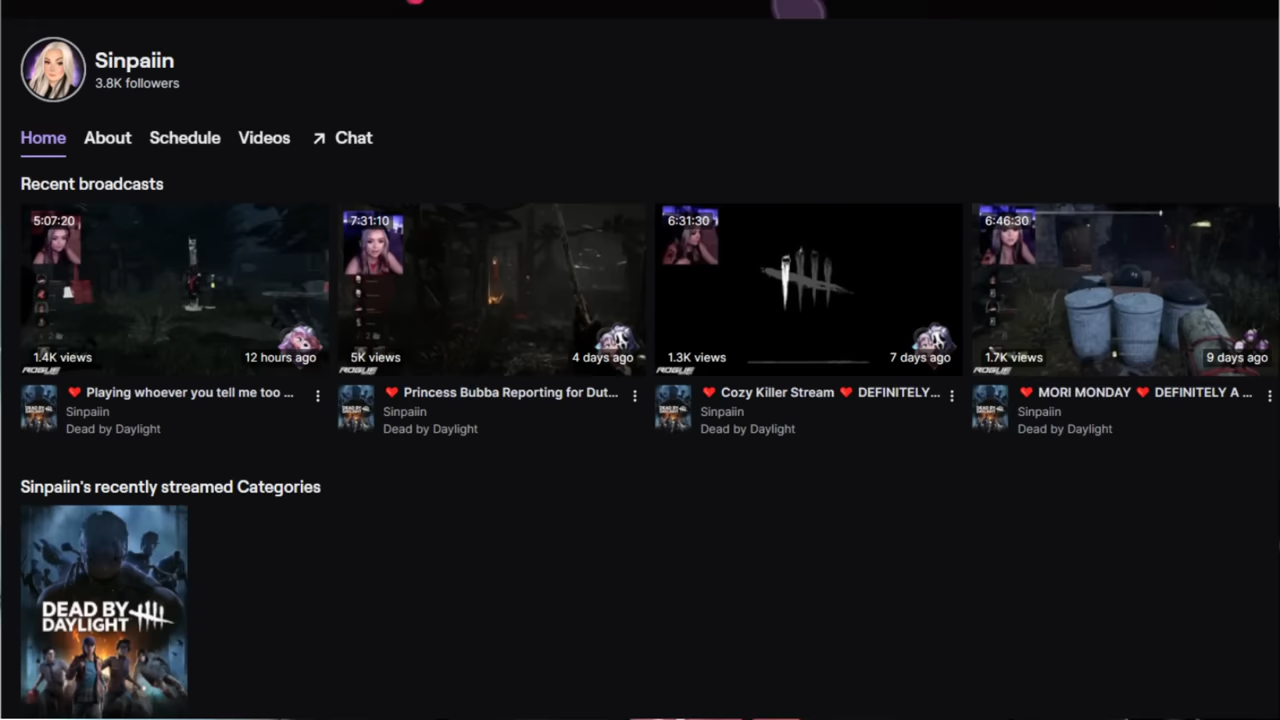 Sinpaiin
3.8K followers
Home About Schedule Videos Chat
Recent broadcasts
5:07:20 7:31:10 6:31:30 6:46:30
1.4K views 12 hours ago 5K views 4 days ago 1.3K views 7 days ago 1.7K views 9 days ago
ROGUE ROGUE ROGUE ROGUE
❤️ Playing whoever you tell me too ... ❤️ Princess Bubba Reporting for Dut... ❤️ Cozy Killer Stream ❤️ DEFINITELY... ❤️ MORI MONDAY ❤️ DEFINITELY A ...
Sinpaiin Sinpaiin Sinpaiin Sinpaiin
Dead by Daylight Dead by Daylight Dead by Daylight Dead by Daylight
Sinpaiin's recently streamed Categories
DEAD BY
DAYLIGHT